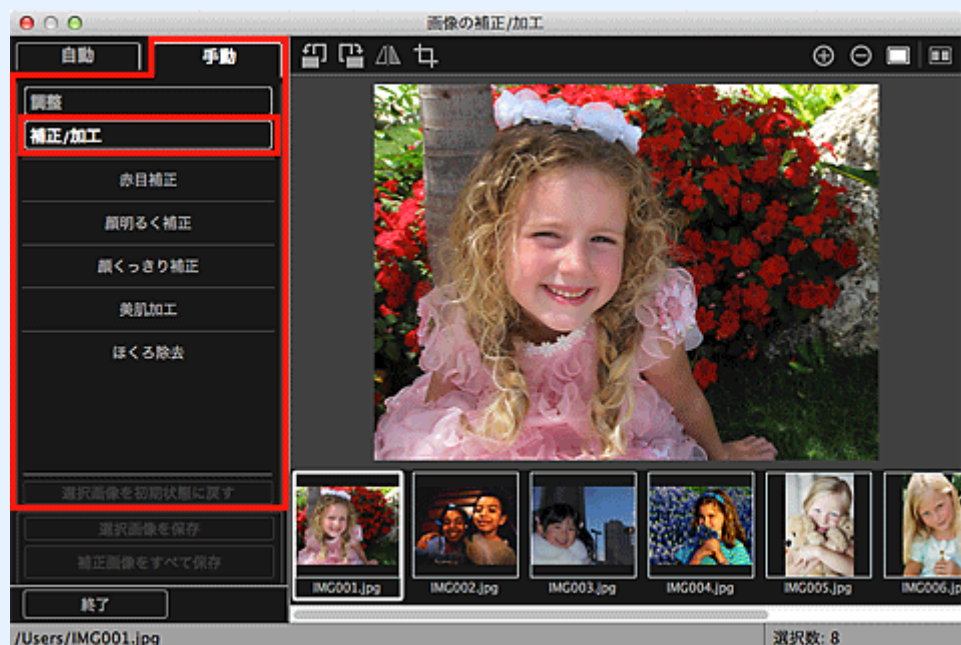 画像の補正/加工
自動
手動
調整
補正/加工
赤目補正
顔明るく補正
顔くっきり補正
美肌加工
ほくろ除去
選択画像を初期状態に戻す
選択画像を保存
補正画像をすべて保存
終了
IMG001.jpg
IMG002.jpg
IMG003.jpg
IMG004.jpg
IMG005.jpg
IMG006.jp
/Users/IMG001.jpg
選択数: 8